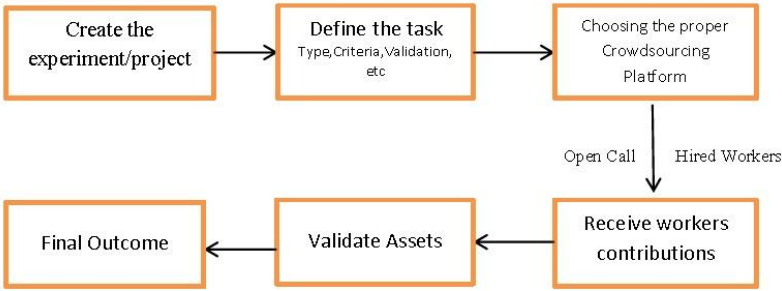 Create the
experiment/project
Define the task
Type,Criteria,Validation,
etc
Choosing the proper
Crowdsourcing
Platform
Open Call
Hired Workers
Receive workers
contributions
Validate Assets
Final Outcome